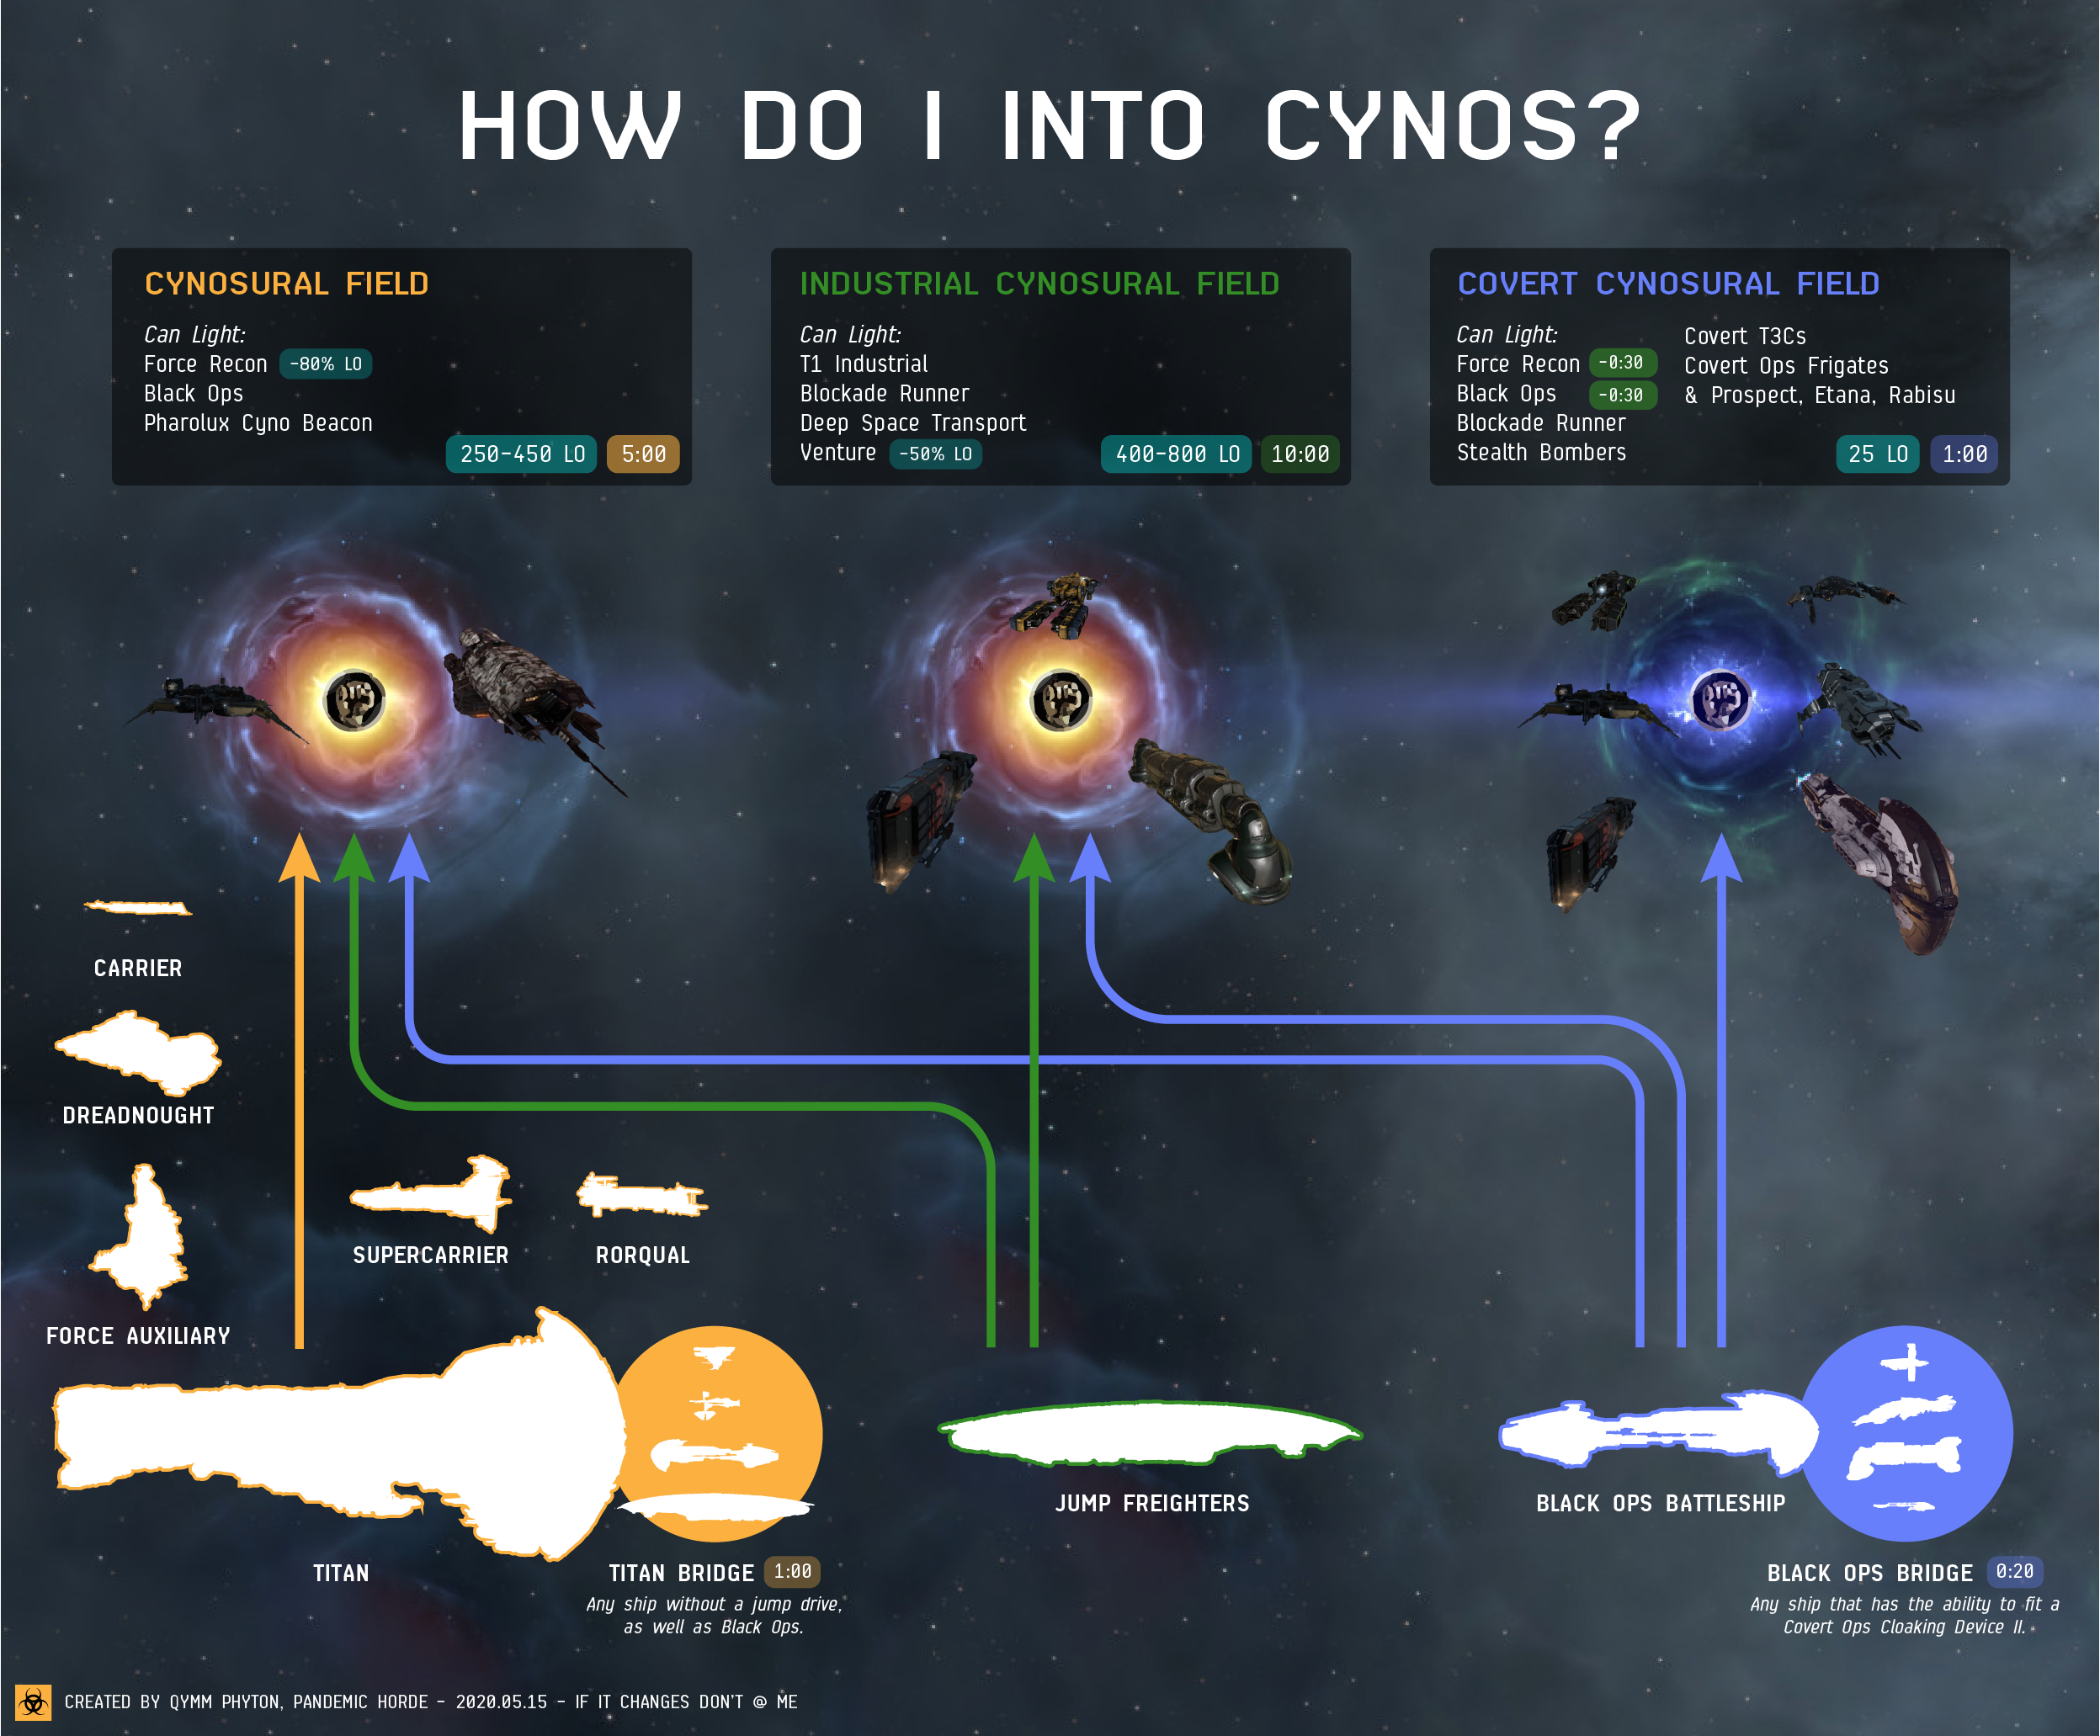 HOW DO I INTO CYNOS?
CYNOSURAL FIELD
Can Light:
Force Recon -80% LO
Black Ops
Pharolux Cyno Beacon
250-450 LO 5:00
INDUSTRIAL CYNOSURAL FIELD
Can Light:
T1 Industrial
Blockade Runner
Deep Space Transport
Venture -50% LO
400-800 LO 10:00
COVERT CYNOSURAL FIELD
Can Light:
Force Recon -0:30
Black Ops -0:30
Blockade Runner
Stealth Bombers
Covert T3Cs
Covert Ops Frigates
& Prospect, Etana, Rabisu
25 LO 1:00
CARRIER
DREADNOUGHT
FORCE AUXILIARY
SUPERCARRIER
RORQUAL
TITAN
TITAN BRIDGE 1:00
Any ship without a jump drive,
as well as Black Ops.
JUMP FREIGHTERS
BLACK OPS BATTLESHIP
BLACK OPS BRIDGE 0:20
Any ship that has the ability to fit a
Covert Ops Cloaking Device II.
CREATED BY QYMM PHYTON, PANDEMIC HORDE - 2020.05.15 - IF IT CHANGES DON'T @ ME